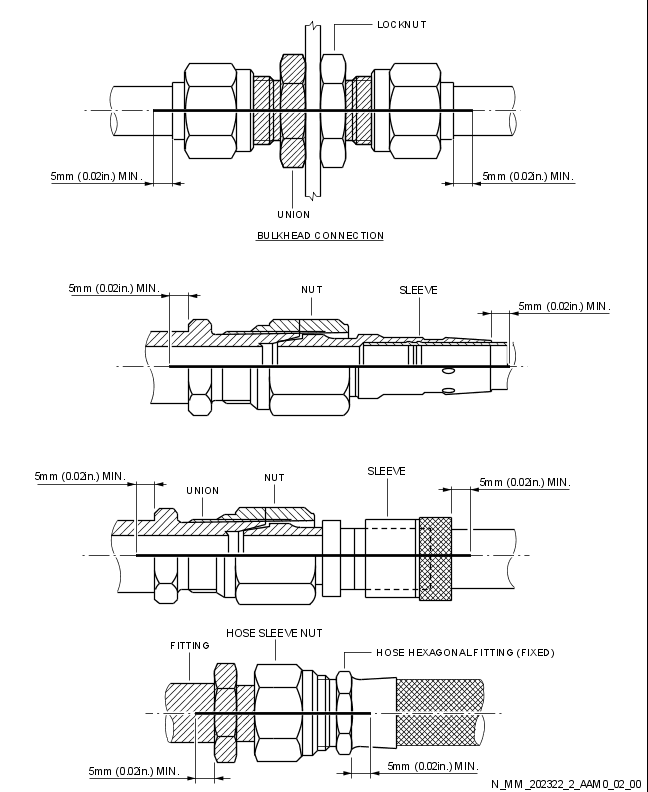 LOCKNUT
5mm (0.02in.) MIN.
5mm (0.02in.) MIN.
UNION
BULKHEAD CONNECTION
5mm (0.02in.) MIN.
NUT
SLEEVE
5mm (0.02in.) MIN.
5mm (0.02in.) MIN.
UNION
NUT
SLEEVE
5mm (0.02in.) MIN.
HOSE SLEEVE NUT
FITTING
HOSE HEXAGONAL FITTING (FIXED)
5mm (0.02in.) MIN.
5mm (0.02in.) MIN.
N_MM_202322_2_AAM0_02_00